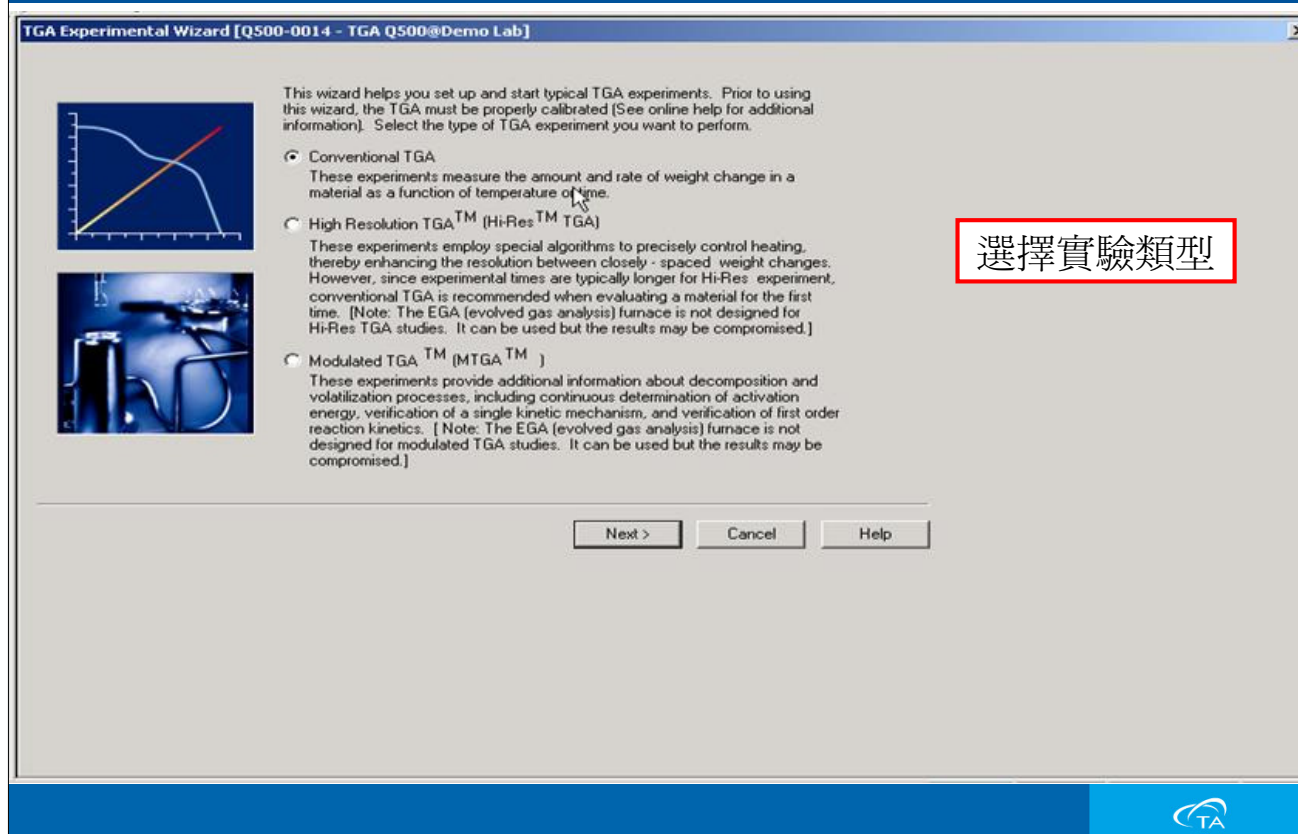 TGA Experimental Wizard [Q500-0014 - TGA Q500@Demo Lab]
This wizard helps you set up and start typical TGA experiments. Prior to using
this wizard, the TGA must be properly calibrated (See online help for additional
information). Select the type of TGA experiment you want to perform.
Conventional TGA
These experiments measure the amount and rate of weight change in a
material as a function of temperature or time.
High Resolution TGA™ (Hi-Res™ TGA)
These experiments employ special algorithms to precisely control heating,
thereby enhancing the resolution between closely - spaced weight changes.
However, since experimental times are typically longer for Hi-Res experiment,
conventional TGA is recommended when evaluating a material for the first
time. [Note: The EGA (evolved gas analysis) furnace is not designed for
Hi-Res TGA studies. It can be used but the results may be compromised.]
Modulated TGA ™ (MTGA ™ )
These experiments provide additional information about decomposition and
volatilization processes, including continuous determination of activation
energy, verification of a single kinetic mechanism, and verification of first order
reaction kinetics. [ Note: The EGA (evolved gas analysis) furnace is not
designed for modulated TGA studies. It can be used but the results may be
compromised.]
選擇實驗類型
Next >
Cancel
Help
TA